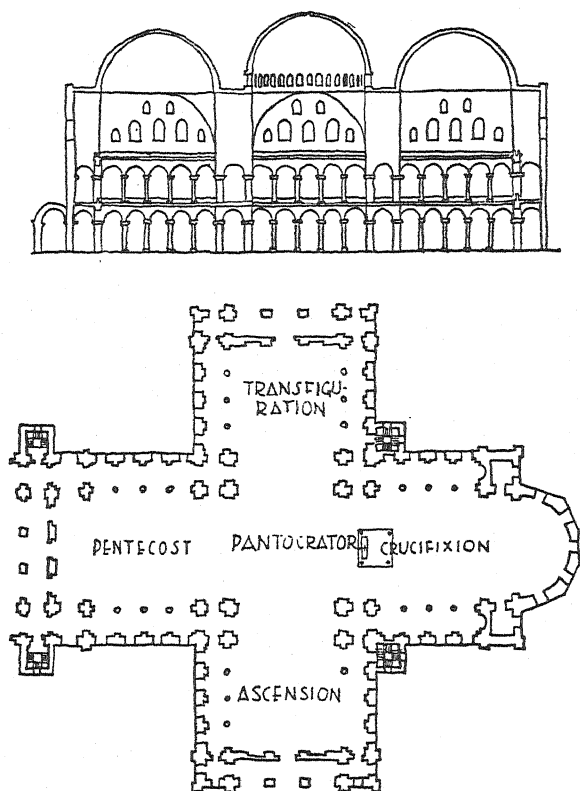 TRANSFIGU-
RATION
PENTECOST
PANTOCRATOR
CRUCIFIXION
ASCENSION